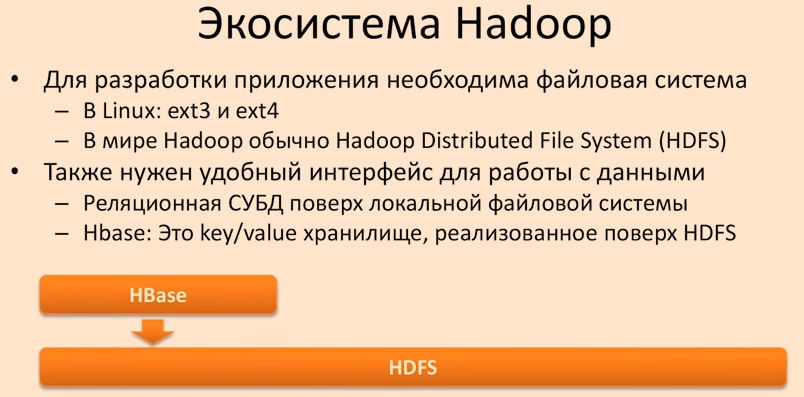 Экосистема Hadoop
• Для разработки приложения необходима файловая система
– В Linux: ext3 и ext4
– В мире Hadoop обычно Hadoop Distributed File System (HDFS)
• Также нужен удобный интерфейс для работы с данными
– Реляционная СУБД поверх локальной файловой системы
– Hbase: Это key/value хранилище, реализованное поверх HDFS
HBase
HDFS